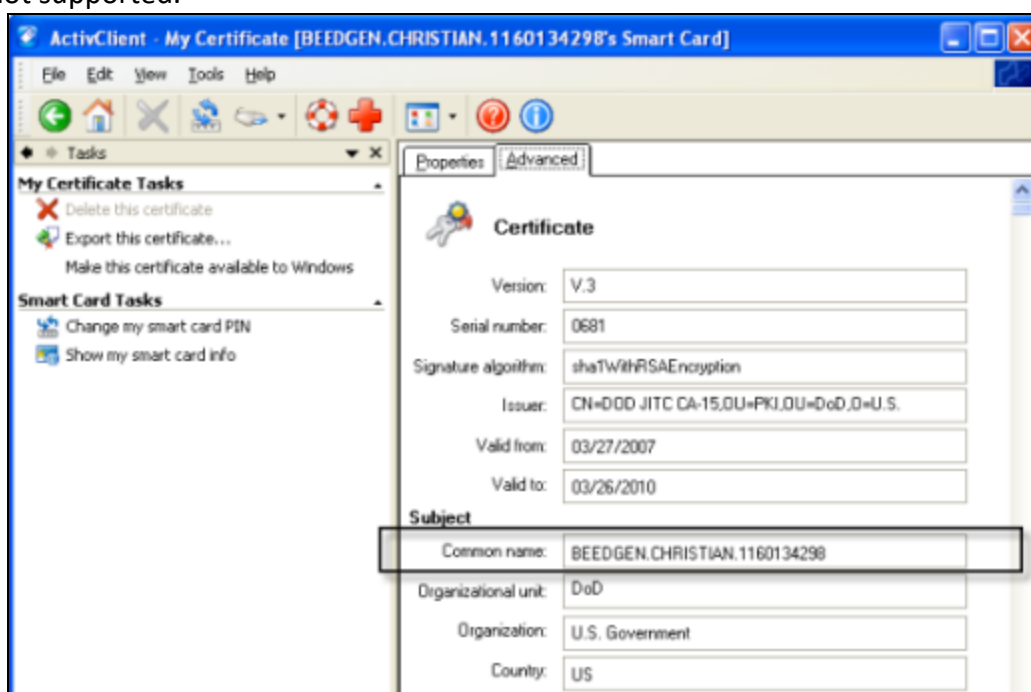 not supported.
ActivClient - My Certificate [BEEDGEN.CHRISTIAN.1160134298's Smart Card]
File Edit View Tools Help
Tasks
Properties Advanced
My Certificate Tasks
Delete this certificate
Export this certificate...
Make this certificate available to Windows
Smart Card Tasks
Change my smart card PIN
Show my smart card info
Certificate
Version: V.3
Serial number: 0681
Signature algorithm: sha1WithRSAEncryption
Issuer: CN=DOD JITC CA-15,OU=PKI,OU=DoD,O=U.S.
Valid from: 03/27/2007
Valid to: 03/26/2010
Subject
Common name: BEEDGEN.CHRISTIAN.1160134298
Organizational unit: DoD
Organization: U.S. Government
Country: US